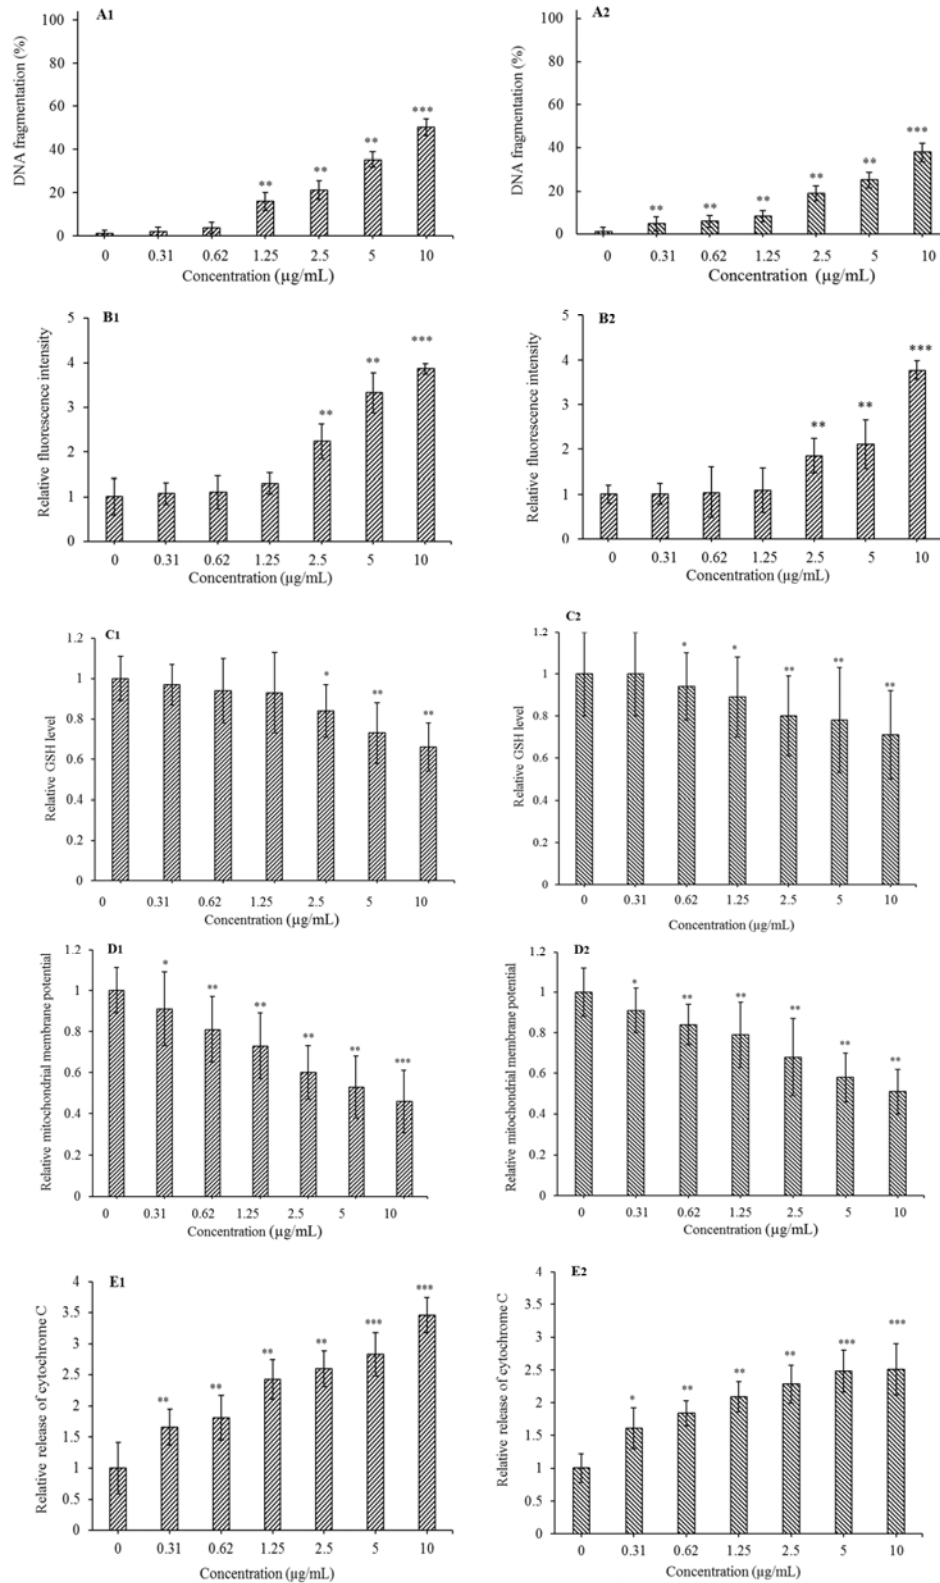 A1
DNA fragmentation (%)
100
80
60
40
20
0
** ** ** ***
0 0.31 0.62 1.25 2.5 5 10
Concentration (µg/mL)
A2
DNA fragmentation (%)
100
80
60
40
20
0
** ** ** ** ** ***
0 0.31 0.62 1.25 2.5 5 10
Concentration (µg/mL)
B1
Relative fluorescence intensity
5
4
3
2
1
0
** ** ***
0 0.31 0.62 1.25 2.5 5 10
Concentration (µg/mL)
B2
Relative fluorescence intensity
5
4
3
2
1
0
** ** ***
0 0.31 0.62 1.25 2.5 5 10
Concentration (µg/mL)
C1
Relative GSH level
1.2
1
0.8
0.6
0.4
0.2
0
* ** **
0 0.31 0.62 1.25 2.5 5 10
Concentration (µg/mL)
C2
Relative GSH level
1.2
1
0.8
0.6
0.4
0.2
0
* * ** ** **
0 0.31 0.62 1.25 2.5 5 10
Concentration (µg/mL)
D1
Relative mitochondrial membrane potential
1.2
1
0.8
0.6
0.4
0.2
0
* ** ** ** ** ***
0 0.31 0.62 1.25 2.5 5 10
Concentration (µg/mL)
D2
Relative mitochondrial membrane potential
1.2
1
0.8
0.6
0.4
0.2
0
* ** ** ** ** **
0 0.31 0.62 1.25 2.5 5 10
Concentration (µg/mL)
E1
Relative release of cytochrome C
4
3.5
3
2.5
2
1.5
1
0.5
0
** ** ** ** *** ***
0 0.31 0.62 1.25 2.5 5 10
Concentration (µg/mL)
E2
Relative release of cytochrome C
4
3.5
3
2.5
2
1.5
1
0.5
0
* ** ** ** *** ***
0 0.31 0.62 1.25 2.5 5 10
Concentration (µg/mL)